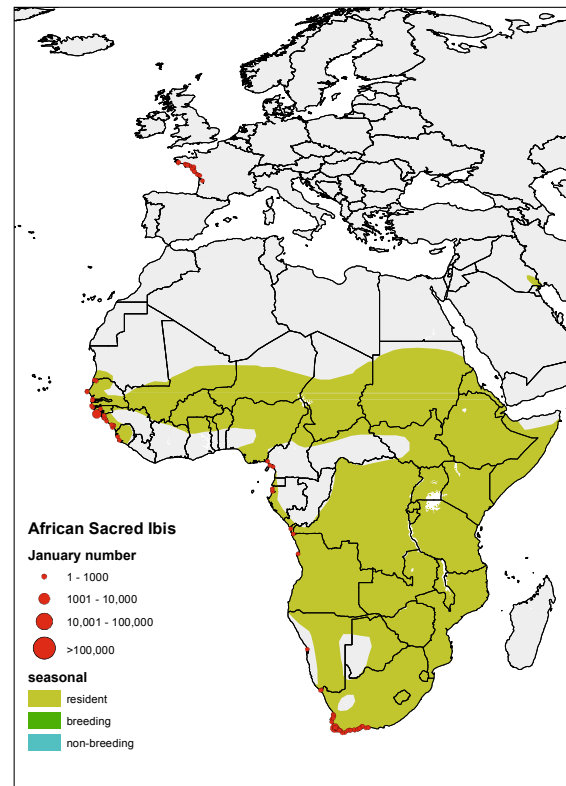 African Sacred Ibis
January number
1 - 1000
1001 - 10,000
10,001 - 100,000
>100,000
seasonal
resident
breeding
non-breeding